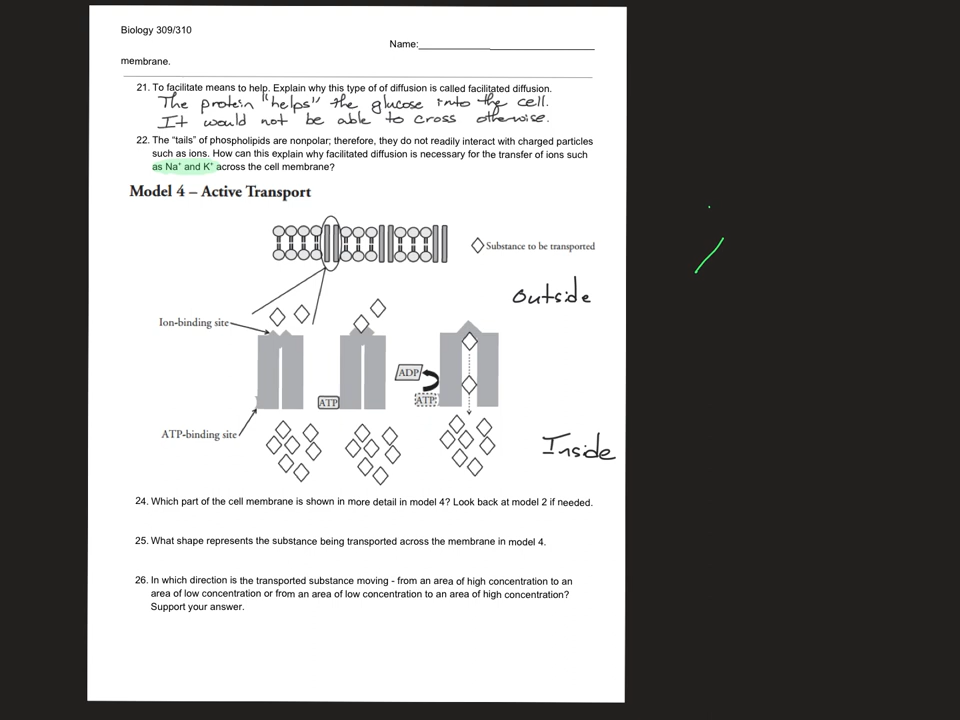 Biology 309/310
Name:
membrane.
21. To facilitate means to help. Explain why this type of of diffusion is called facilitated diffusion.
The protein "helps" the glucose into the cell.
It would not be able to cross otherwise.
22. The "tails" of phospholipids are nonpolar; therefore, they do not readily interact with charged particles
such as ions. How can this explain why facilitated diffusion is necessary for the transfer of ions such
as Na⁺ and K⁺ across the cell membrane?
Model 4 – Active Transport
Substance to be transported
Outside
Ion-binding site
ADP
ATP
ATP
ATP-binding site
Inside
24. Which part of the cell membrane is shown in more detail in model 4? Look back at model 2 if needed.
25. What shape represents the substance being transported across the membrane in model 4.
26. In which direction is the transported substance moving - from an area of high concentration to an
area of low concentration or from an area of low concentration to an area of high concentration?
Support your answer.